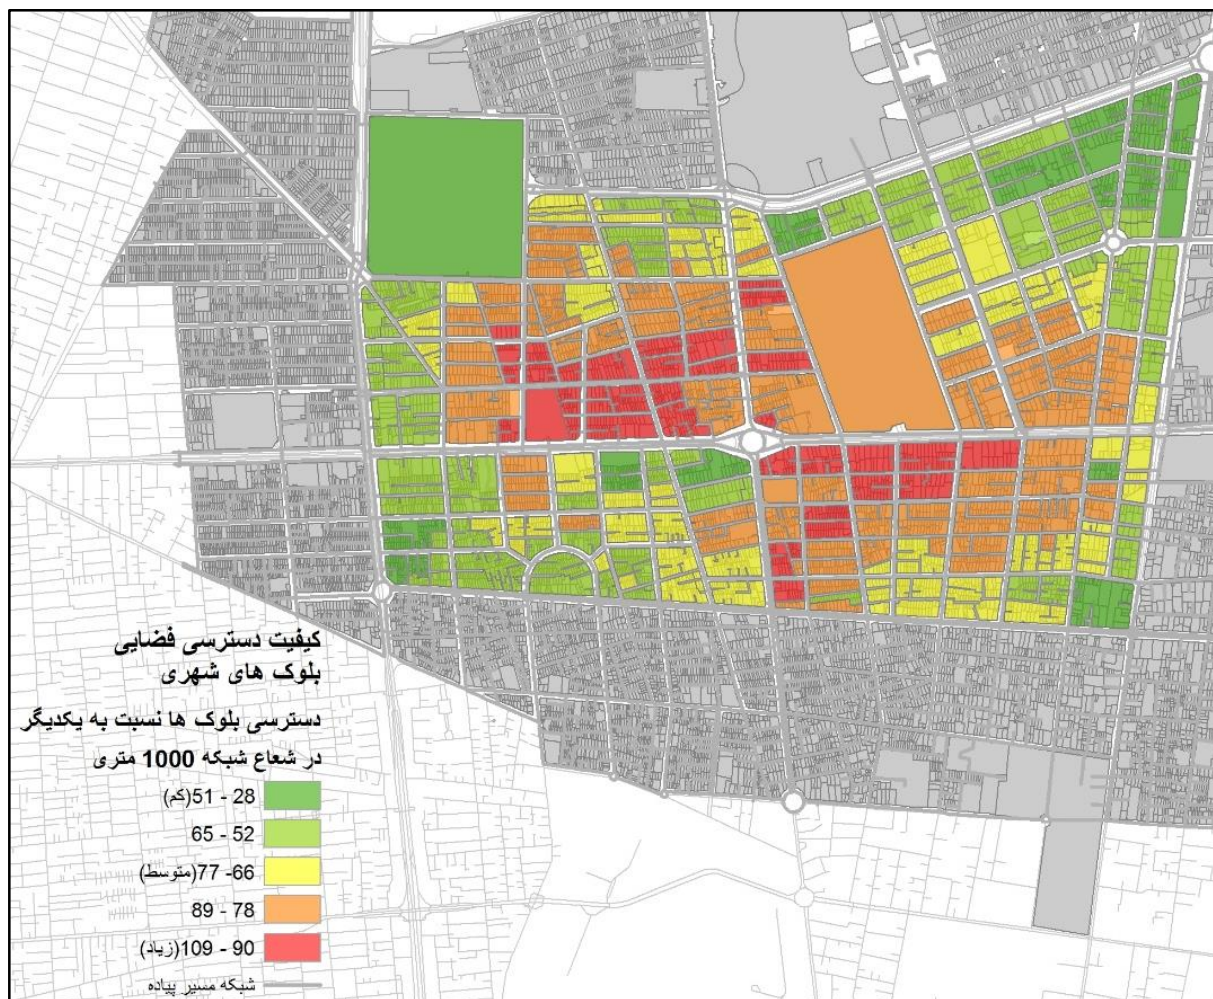 کیفیت دسترسی فضایی
بلوک های شهری
دسترسی بلوک ها نسبت به یکدیگر
در شعاع شبکه 1000 متری
28 - 51(کم)
52 - 65
66- 77(متوسط)
78 - 89
90 - 109(زیاد)
شبکه مسیر پیاده